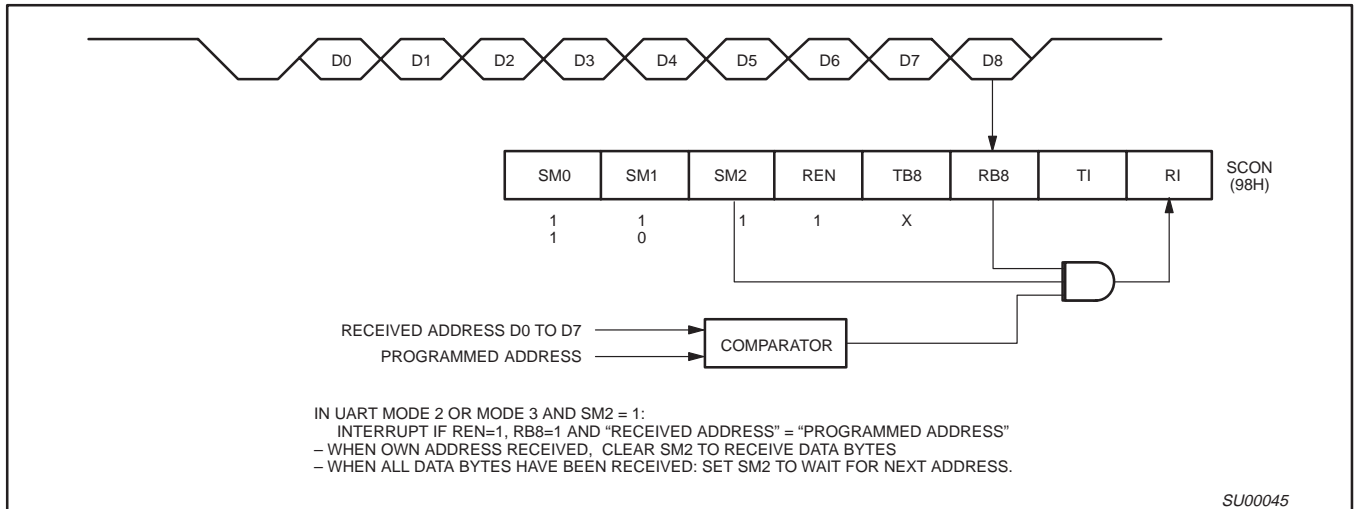 D0 D1 D2 D3 D4 D5 D6 D7 D8
SM0 SM1 SM2 REN TB8 RB8 TI RI
SCON
(98H)
1 1 1 1 X
1 0
RECEIVED ADDRESS D0 TO D7
PROGRAMMED ADDRESS
COMPARATOR
IN UART MODE 2 OR MODE 3 AND SM2 = 1:
INTERRUPT IF REN=1, RB8=1 AND “RECEIVED ADDRESS” = “PROGRAMMED ADDRESS”
– WHEN OWN ADDRESS RECEIVED, CLEAR SM2 TO RECEIVE DATA BYTES
– WHEN ALL DATA BYTES HAVE BEEN RECEIVED: SET SM2 TO WAIT FOR NEXT ADDRESS.
SU00045